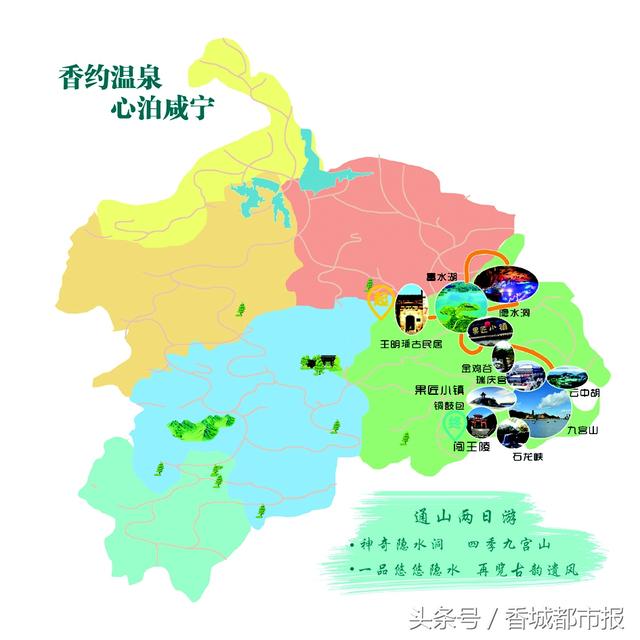 香约温泉
心泊咸宁
富水湖
隐水洞
起
王明璠古民居
果匠小镇
金鸡谷
瑞庆宫
果匠小镇
云中胡
铜鼓包
九宫山
终
闯王陵
石龙峡
通山两日游
·神奇隐水洞 四季九宫山
·一品悠悠隐水 再览古韵遗风
头条号/香城都市报